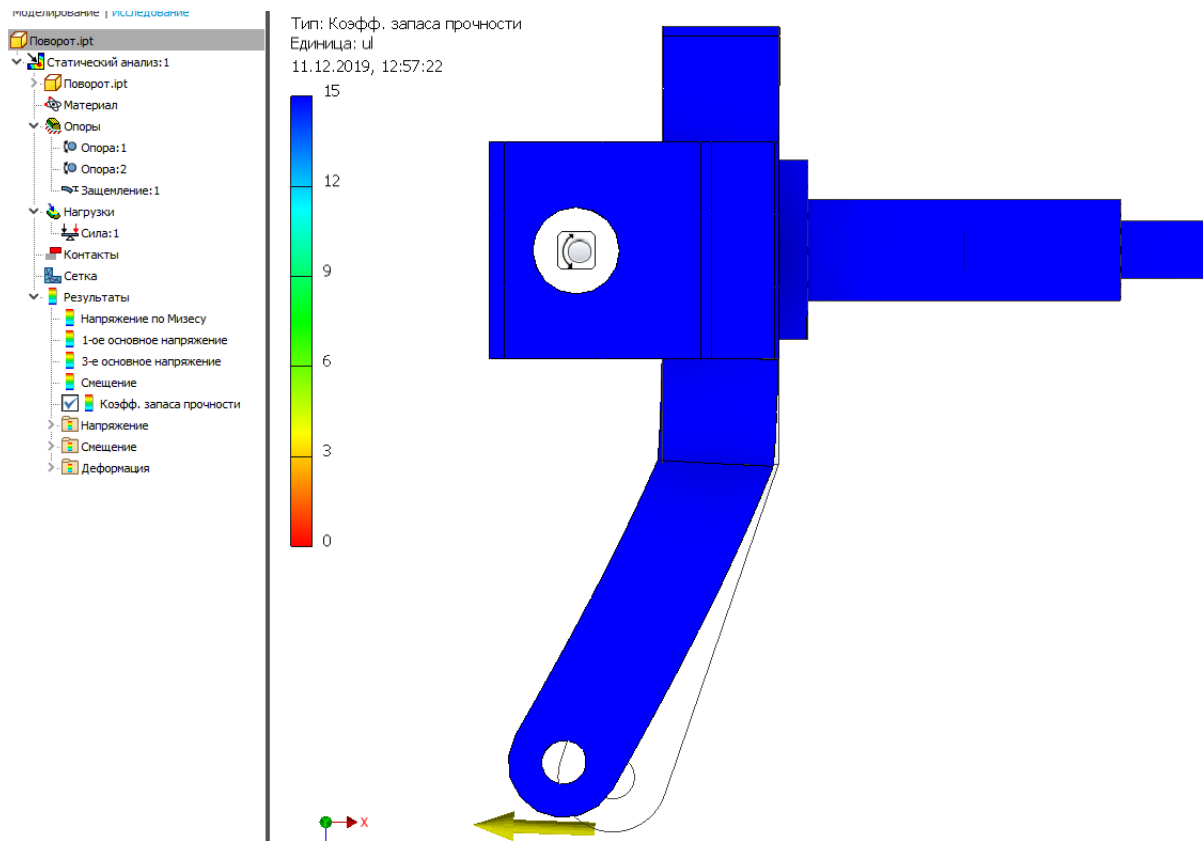 Моделирование | Исследование
Поворот.ipt
Статический анализ:1
Поворот.ipt
Материал
Опоры
Опора:1
Опора:2
Защемление:1
Нагрузки
Сила:1
Контакты
Сетка
Результаты
Напряжение по Мизесу
1-ое основное напряжение
3-е основное напряжение
Смещение
Коэфф. запаса прочности
Напряжение
Смещение
Деформация
Тип: Коэфф. запаса прочности
Единица: ul
11.12.2019, 12:57:22
15
12
9
6
3
0
X